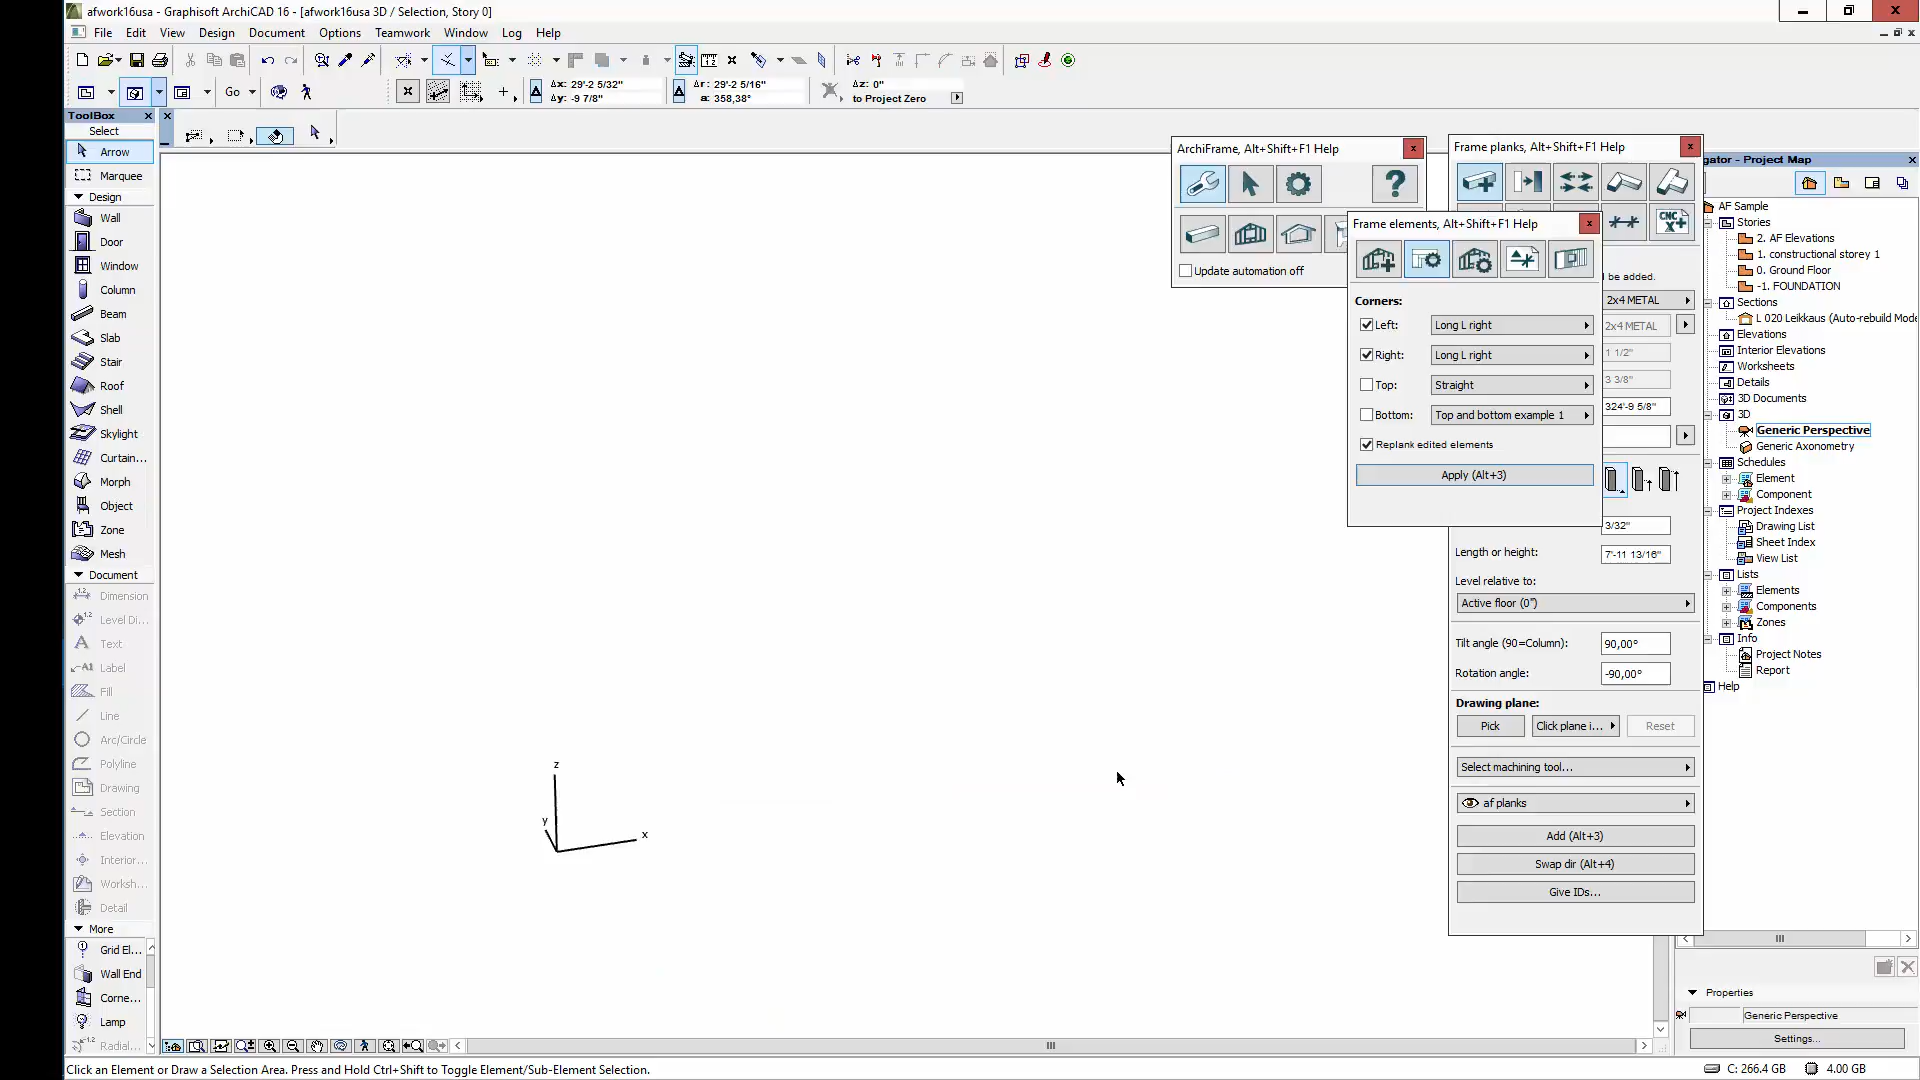 afwork16usa - Graphisoft ArchiCAD 16 - [afwork16usa 3D / Selection, Story 0]
File Edit View Design Document Options Teamwork Window Log Help
Go
Δx: 29'-2 5/32"
Δy: -9 7/8"
Δr: 29'-2 5/16"
a: 358,38°
Δz: 0"
to Project Zero
ToolBox
Select
Arrow
Marquee
Design
Wall
Door
Window
Column
Beam
Slab
Stair
Roof
Shell
Skylight
Curtain...
Morph
Object
Zone
Mesh
Document
Dimension
Level Di...
Text
Label
Fill
Line
Arc/Circle
Polyline
Drawing
Section
Elevation
Interior...
Worksh...
Detail
More
Grid El...
Wall End
Corne...
Lamp
Radial...
z
y
x
ArchiFrame, Alt+Shift+F1 Help
Update automation off
Frame elements, Alt+Shift+F1 Help
Corners:
Left: Long L right
Right: Long L right
Top: Straight
Bottom: Top and bottom example 1
Replank edited elements
Apply (Alt+3)
Frame planks, Alt+Shift+F1 Help
CNC
be added.
2x4 METAL
2x4 METAL
1 1/2"
3 3/8"
324'-9 5/8"
3/32"
Length or height: 7'-11 13/16"
Level relative to:
Active floor (0")
Tilt angle (90=Column): 90,00°
Rotation angle: -90,00°
Drawing plane:
Pick Click plane i... Reset
Select machining tool...
af planks
Add (Alt+3)
Swap dir (Alt+4)
Give IDs...
gator - Project Map
AF Sample
Stories
2. AF Elevations
1. constructional storey 1
0. Ground Floor
-1. FOUNDATION
Sections
L 020 Leikkaus (Auto-rebuild Mode
Elevations
Interior Elevations
Worksheets
Details
3D Documents
3D
Generic Perspective
Generic Axonometry
Schedules
Element
Component
Project Indexes
Drawing List
Sheet Index
View List
Lists
Elements
Components
Zones
Info
Project Notes
Report
Help
Properties
Generic Perspective
Settings...
Click an Element or Draw a Selection Area. Press and Hold Ctrl+Shift to Toggle Element/Sub-Element Selection.
C: 266.4 GB
4.00 GB